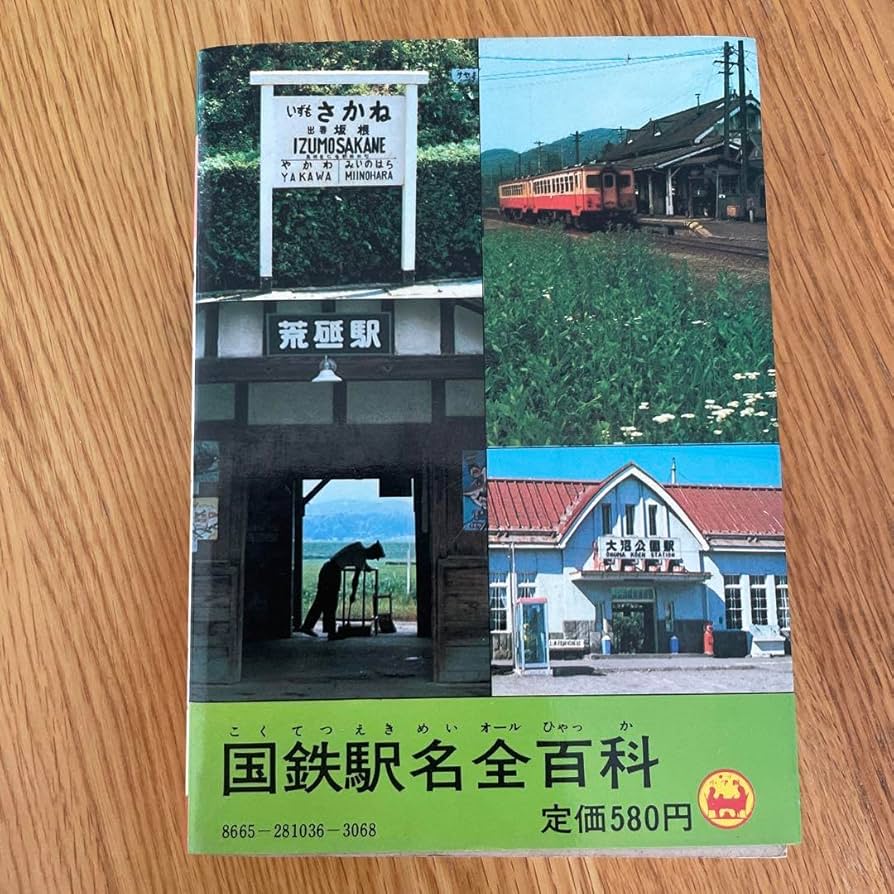 いずも さかね
出雲 坂根
IZUMOSAKANE
やかわ みいのはら
YAKAWA MIINOHARA
荒砥駅
大沼公園駅
ONUMA KOEN STATION
こくてつえきめい オール ひゃっか
国鉄駅名全百科
定価580円
8665-281036-3068